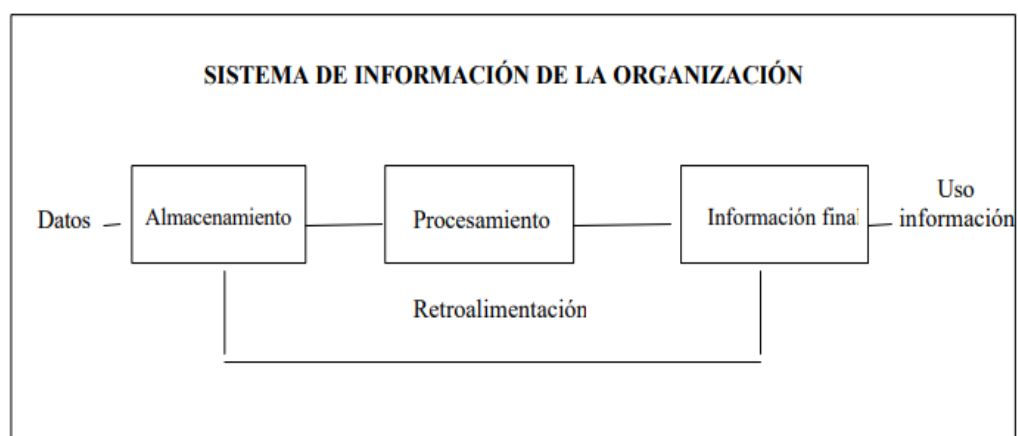 SISTEMA DE INFORMACIÓN DE LA ORGANIZACIÓN
Datos
Almacenamiento
Procesamiento
Información final
Uso
información
Retroalimentación